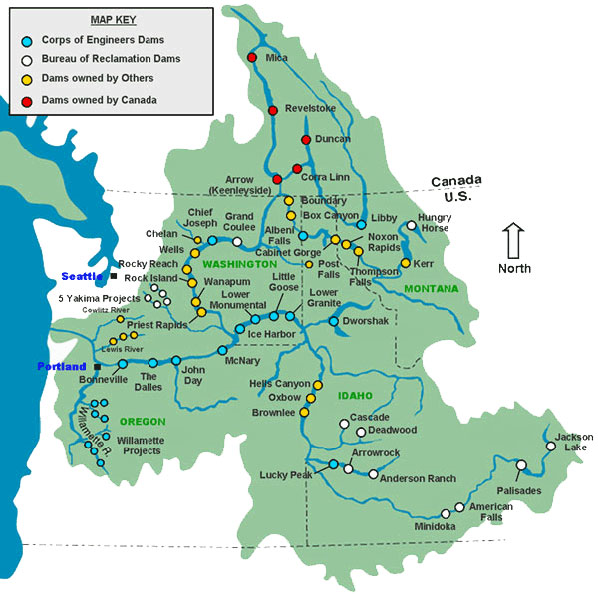 MAP KEY
Corps of Engineers Dams
Bureau of Reclamation Dams
Dams owned by Others
Dams owned by Canada
Mica
Revelstoke
Duncan
Corra Linn
Arrow
(Keenleyside)
Canada
U.S.
Boundary
Box Canyon
Libby
Hungry
Horse
Chief
Joseph
Grand
Coulee
Albeni
Falls
Noxon
Rapids
Chelan
Wells
Cabinet Gorge
Kerr
North
Rocky Reach
WASHINGTON
Post
Falls
Thompson
Falls
MONTANA
Seattle
Rock Island
Wanapum
Little
Goose
5 Yakima Projects
Lower
Monumental
Lower
Granite
Cowlitz River
Priest Rapids
Ice Harbor
Dworshak
Lewis River
McNary
Portland
Bonneville
The
Dalles
John
Day
Hells Canyon
Oxbow
Brownlee
IDAHO
OREGON
Willamette R.
Willamette
Projects
Cascade
Deadwood
Arrowrock
Lucky Peak
Anderson Ranch
Jackson
Lake
Palisades
American
Falls
Minidoka